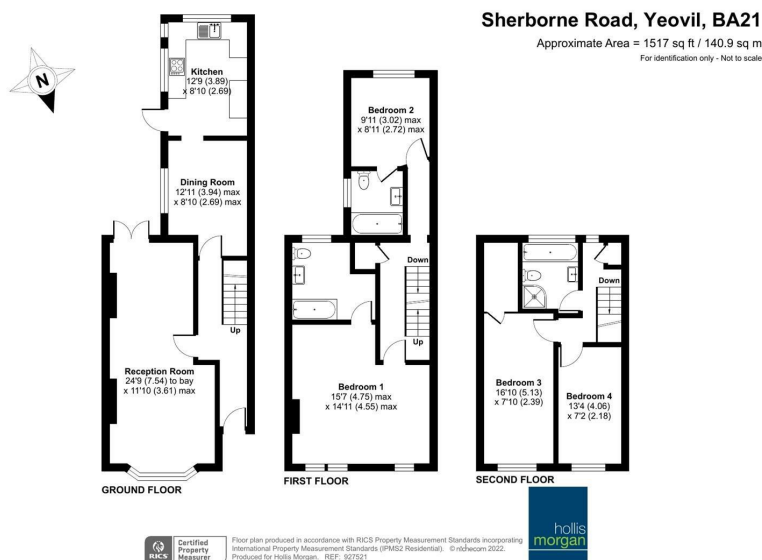 Sherborne Road, Yeovil, BA21
Approximate Area = 1517 sq ft / 140.9 sq m
For identification only - Not to scale
N
Kitchen
12'9 (3.89)
x 8'10 (2.69)
Dining Room
12'11 (3.94) max
x 8'10 (2.69) max
Up
Reception Room
24'9 (7.54) to bay
x 11'10 (3.61) max
GROUND FLOOR
Bedroom 2
9'11 (3.02) max
x 8'11 (2.72) max
Down
Up
Bedroom 1
15'7 (4.75) max
x 14'11 (4.55) max
FIRST FLOOR
Down
Bedroom 3
16'10 (5.13)
x 7'10 (2.39)
Bedroom 4
13'4 (4.06)
x 7'2 (2.18)
SECOND FLOOR
hollis
morgan
RICS
Certified
Property
Measurer
Floor plan produced in accordance with RICS Property Measurement Standards incorporating
International Property Measurement Standards (IPMS2 Residential). © nichecom 2022.
Produced for Hollis Morgan. REF: 927521